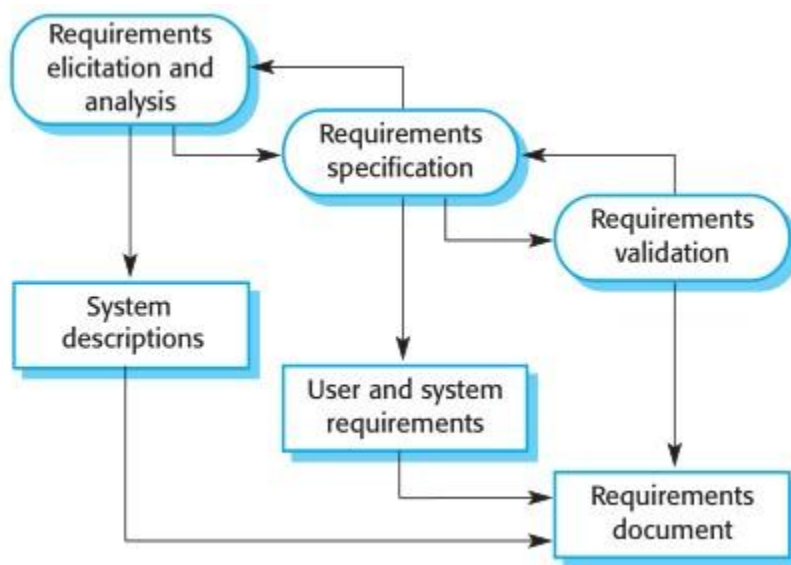 Requirements
elicitation and
analysis
Requirements
specification
Requirements
validation
System
descriptions
User and system
requirements
Requirements
document